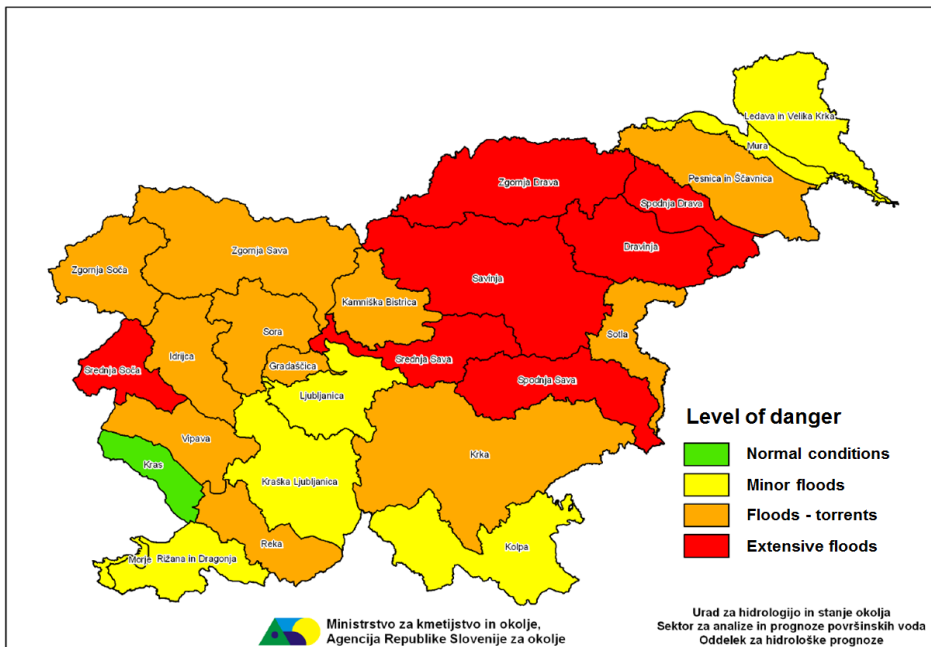 Ledava in Velika Krka
Mura
Pesnica in Ščavnica
Zgornja Drava
Spodnja Drava
Dravinja
Zgornja Sava
Zgornja Soča
Savinja
Kamniška Bistrica
Sora
Sotla
Idrijca
Gradaščica
Srednja Sava
Srednja Soča
Spodnja Sava
Ljubljanica
Vipava
Krka
Kras
Kraška Ljubljanica
Reka
Kolpa
Morje
Rižana in Dragonja
Level of danger
Normal conditions
Minor floods
Floods - torrents
Extensive floods
Ministrstvo za kmetijstvo in okolje,
Agencija Republike Slovenije za okolje
Urad za hidrologijo in stanje okolja
Sektor za analize in prognoze površinskih voda
Oddelek za hidrološke prognoze